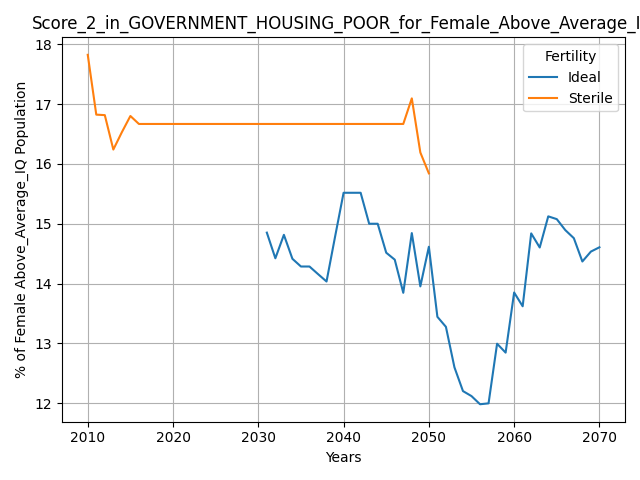 Score_2_in_GOVERNMENT_HOUSING_POOR_for_Female_Above_Average_I
18
17
16
15
14
13
12
% of Female Above_Average_IQ Population
Fertility
Ideal
Sterile
2010 2020 2030 2040 2050 2060 2070
Years